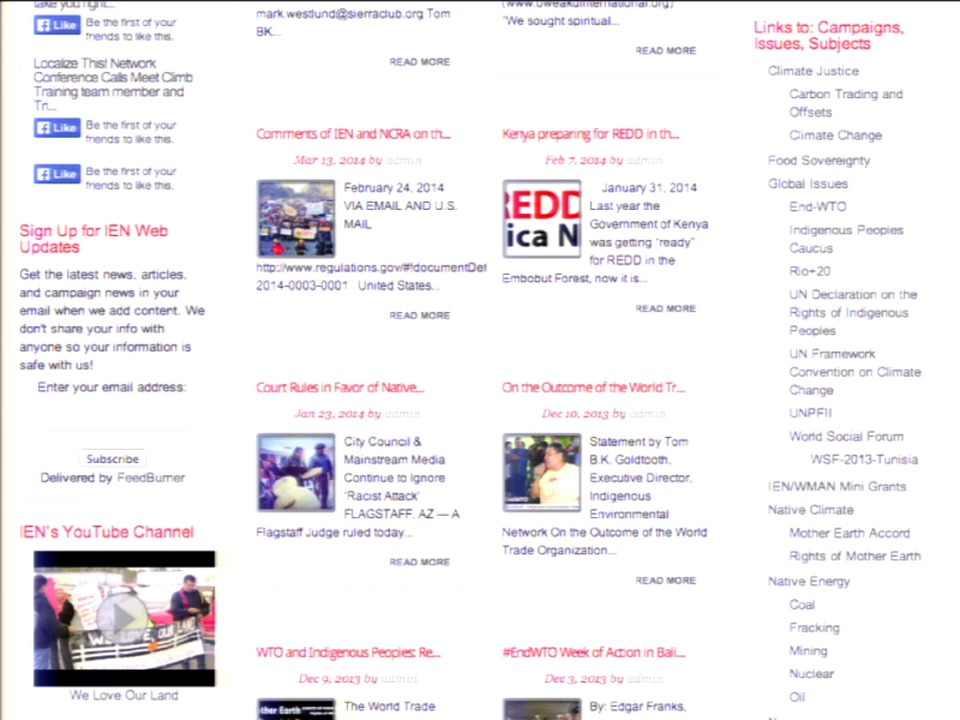 take you right...
Like Be the first of your
friends to like this.
Localize This! Network
Conference Calls Meet Climb
Training team member and
Tri...
Like Be the first of your
friends to like this.
Like Be the first of your
friends to like this.
Sign Up for IEN Web
Updates
Get the latest news, articles,
and campaign news in your
email when we add content. We
don't share your info with
anyone so your information is
safe with us!
Enter your email address:
Subscribe
Delivered by FeedBurner
IEN's YouTube Channel
WE LOVE OUR LAND
We Love Our Land
mark.westlund@sierraclub.org Tom
BK...
READ MORE
(www.oweakuinternational.org)
"We sought spiritual...
READ MORE
Comments of IEN and NCRA on th...
Mar 13, 2014 by admin
February 24, 2014
VIA EMAIL AND U.S.
MAIL
http://www.regulations.gov/#!documentDet
2014-0003-0001 United States...
READ MORE
Kenya preparing for REDD in th...
Feb 7, 2014 by admin
REDD
ica N
January 31, 2014
Last year the
Government of Kenya
was getting "ready"
for REDD in the
Embobut Forest, now it is...
READ MORE
Court Rules in Favor of Native...
Jan 23, 2014 by admin
City Council &
Mainstream Media
Continue to Ignore
'Racist Attack'
FLAGSTAFF, AZ — A
Flagstaff Judge ruled today...
READ MORE
On the Outcome of the World Tr...
Dec 10, 2013 by admin
Statement by Tom
B.K. Goldtooth,
Executive Director,
Indigenous
Environmental
Network On the Outcome of the World
Trade Organization...
READ MORE
WTO and Indigenous Peoples: Re...
Dec 9, 2013 by admin
ther Earth
The World Trade
#EndWTO Week of Action in Bali...
Dec 3, 2013 by admin
By: Edgar Franks,
Links to: Campaigns,
Issues, Subjects
Climate Justice
Carbon Trading and
Offsets
Climate Change
Food Sovereignty
Global Issues
End-WTO
Indigenous Peoples
Caucus
Rio+20
UN Declaration on the
Rights of Indigenous
Peoples
UN Framework
Convention on Climate
Change
UNPFII
World Social Forum
WSF-2013-Tunisia
IEN/WMAN Mini Grants
Native Climate
Mother Earth Accord
Rights of Mother Earth
Native Energy
Coal
Fracking
Mining
Nuclear
Oil